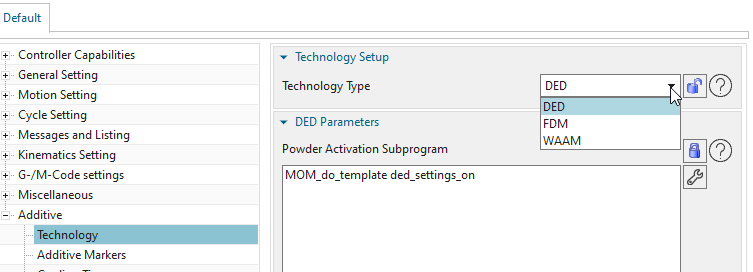 Default
Controller Capabilities
General Setting
Motion Setting
Cycle Setting
Messages and Listing
Kinematics Setting
G-/M-Code settings
Miscellaneous
Additive
Technology
Additive Markers
Technology Setup
Technology Type
DED
DED
FDM
WAAM
DED Parameters
Powder Activation Subprogram
MOM_do_template ded_settings_on